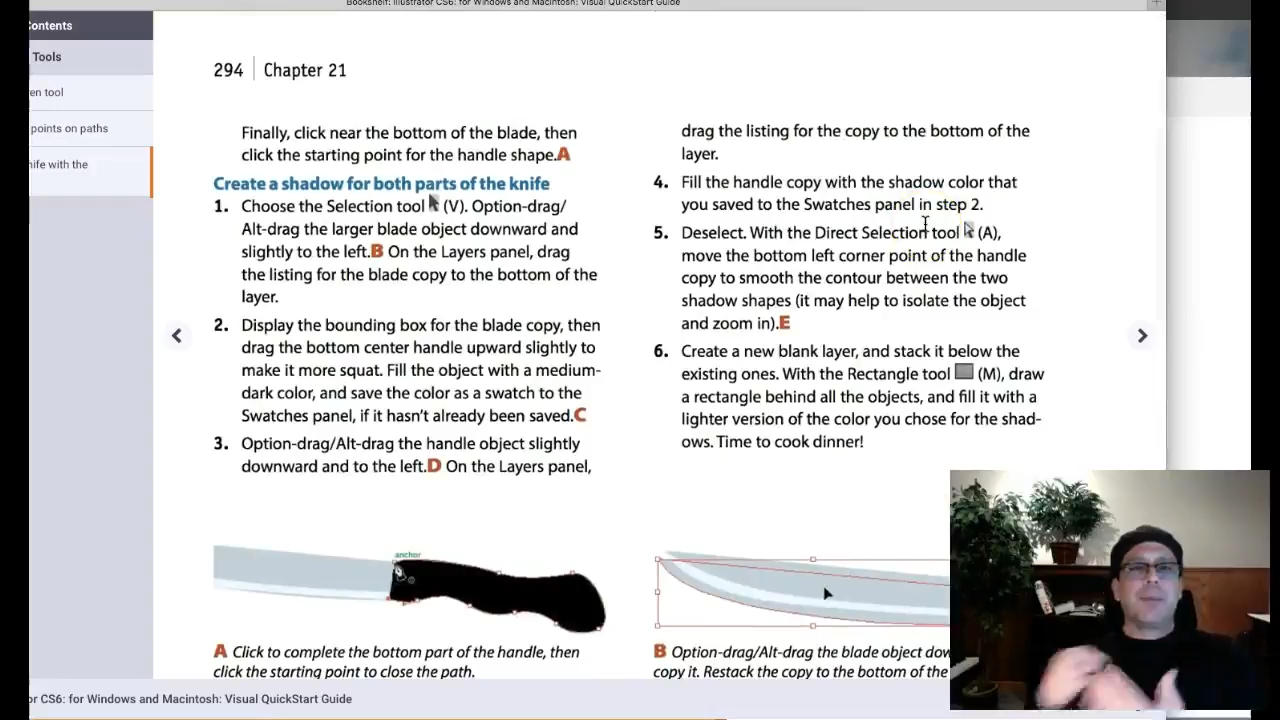 Bookshelf: Illustrator CS6: for Windows and Macintosh: Visual QuickStart Guide
Contents
Tools
en tool
points on paths
nife with the
294 | Chapter 21
Finally, click near the bottom of the blade, then
click the starting point for the handle shape.A
Create a shadow for both parts of the knife
1. Choose the Selection tool (V). Option-drag/
Alt-drag the larger blade object downward and
slightly to the left.B On the Layers panel, drag
the listing for the blade copy to the bottom of the
layer.
2. Display the bounding box for the blade copy, then
drag the bottom center handle upward slightly to
make it more squat. Fill the object with a medium-
dark color, and save the color as a swatch to the
Swatches panel, if it hasn't already been saved.C
3. Option-drag/Alt-drag the handle object slightly
downward and to the left.D On the Layers panel,
drag the listing for the copy to the bottom of the
layer.
4. Fill the handle copy with the shadow color that
you saved to the Swatches panel in step 2.
5. Deselect. With the Direct Selection tool (A),
move the bottom left corner point of the handle
copy to smooth the contour between the two
shadow shapes (it may help to isolate the object
and zoom in).E
6. Create a new blank layer, and stack it below the
existing ones. With the Rectangle tool (M), draw
a rectangle behind all the objects, and fill it with a
lighter version of the color you chose for the shad-
ows. Time to cook dinner!
anchor
A Click to complete the bottom part of the handle, then
click the starting point to close the path.
B Option-drag/Alt-drag the blade object dow
copy it. Restack the copy to the bottom of the
or CS6: for Windows and Macintosh: Visual QuickStart Guide